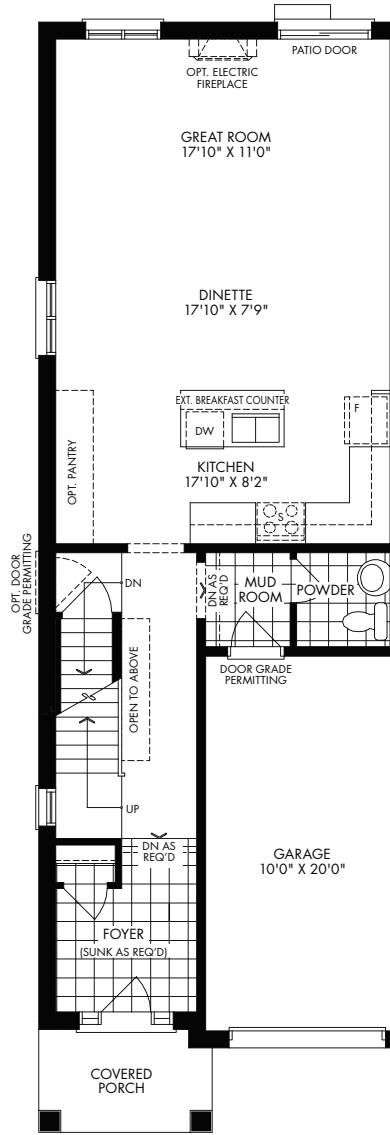 PATIO DOOR
OPT. ELECTRIC
FIREPLACE
GREAT ROOM
17'10" X 11'0"
DINETTE
17'10" X 7'9"
EXT. BREAKFAST COUNTER
DW
F
OPT. PANTRY
KITCHEN
17'10" X 8'2"
S
OPT. DOOR
GRADE PERMITTING
DN
DN AS
REQ'D
MUD
ROOM
POWDER
OPEN TO ABOVE
DOOR GRADE
PERMITTING
UP
DN AS
REQ'D
GARAGE
10'0" X 20'0"
FOYER
(SUNK AS REQ'D)
COVERED
PORCH